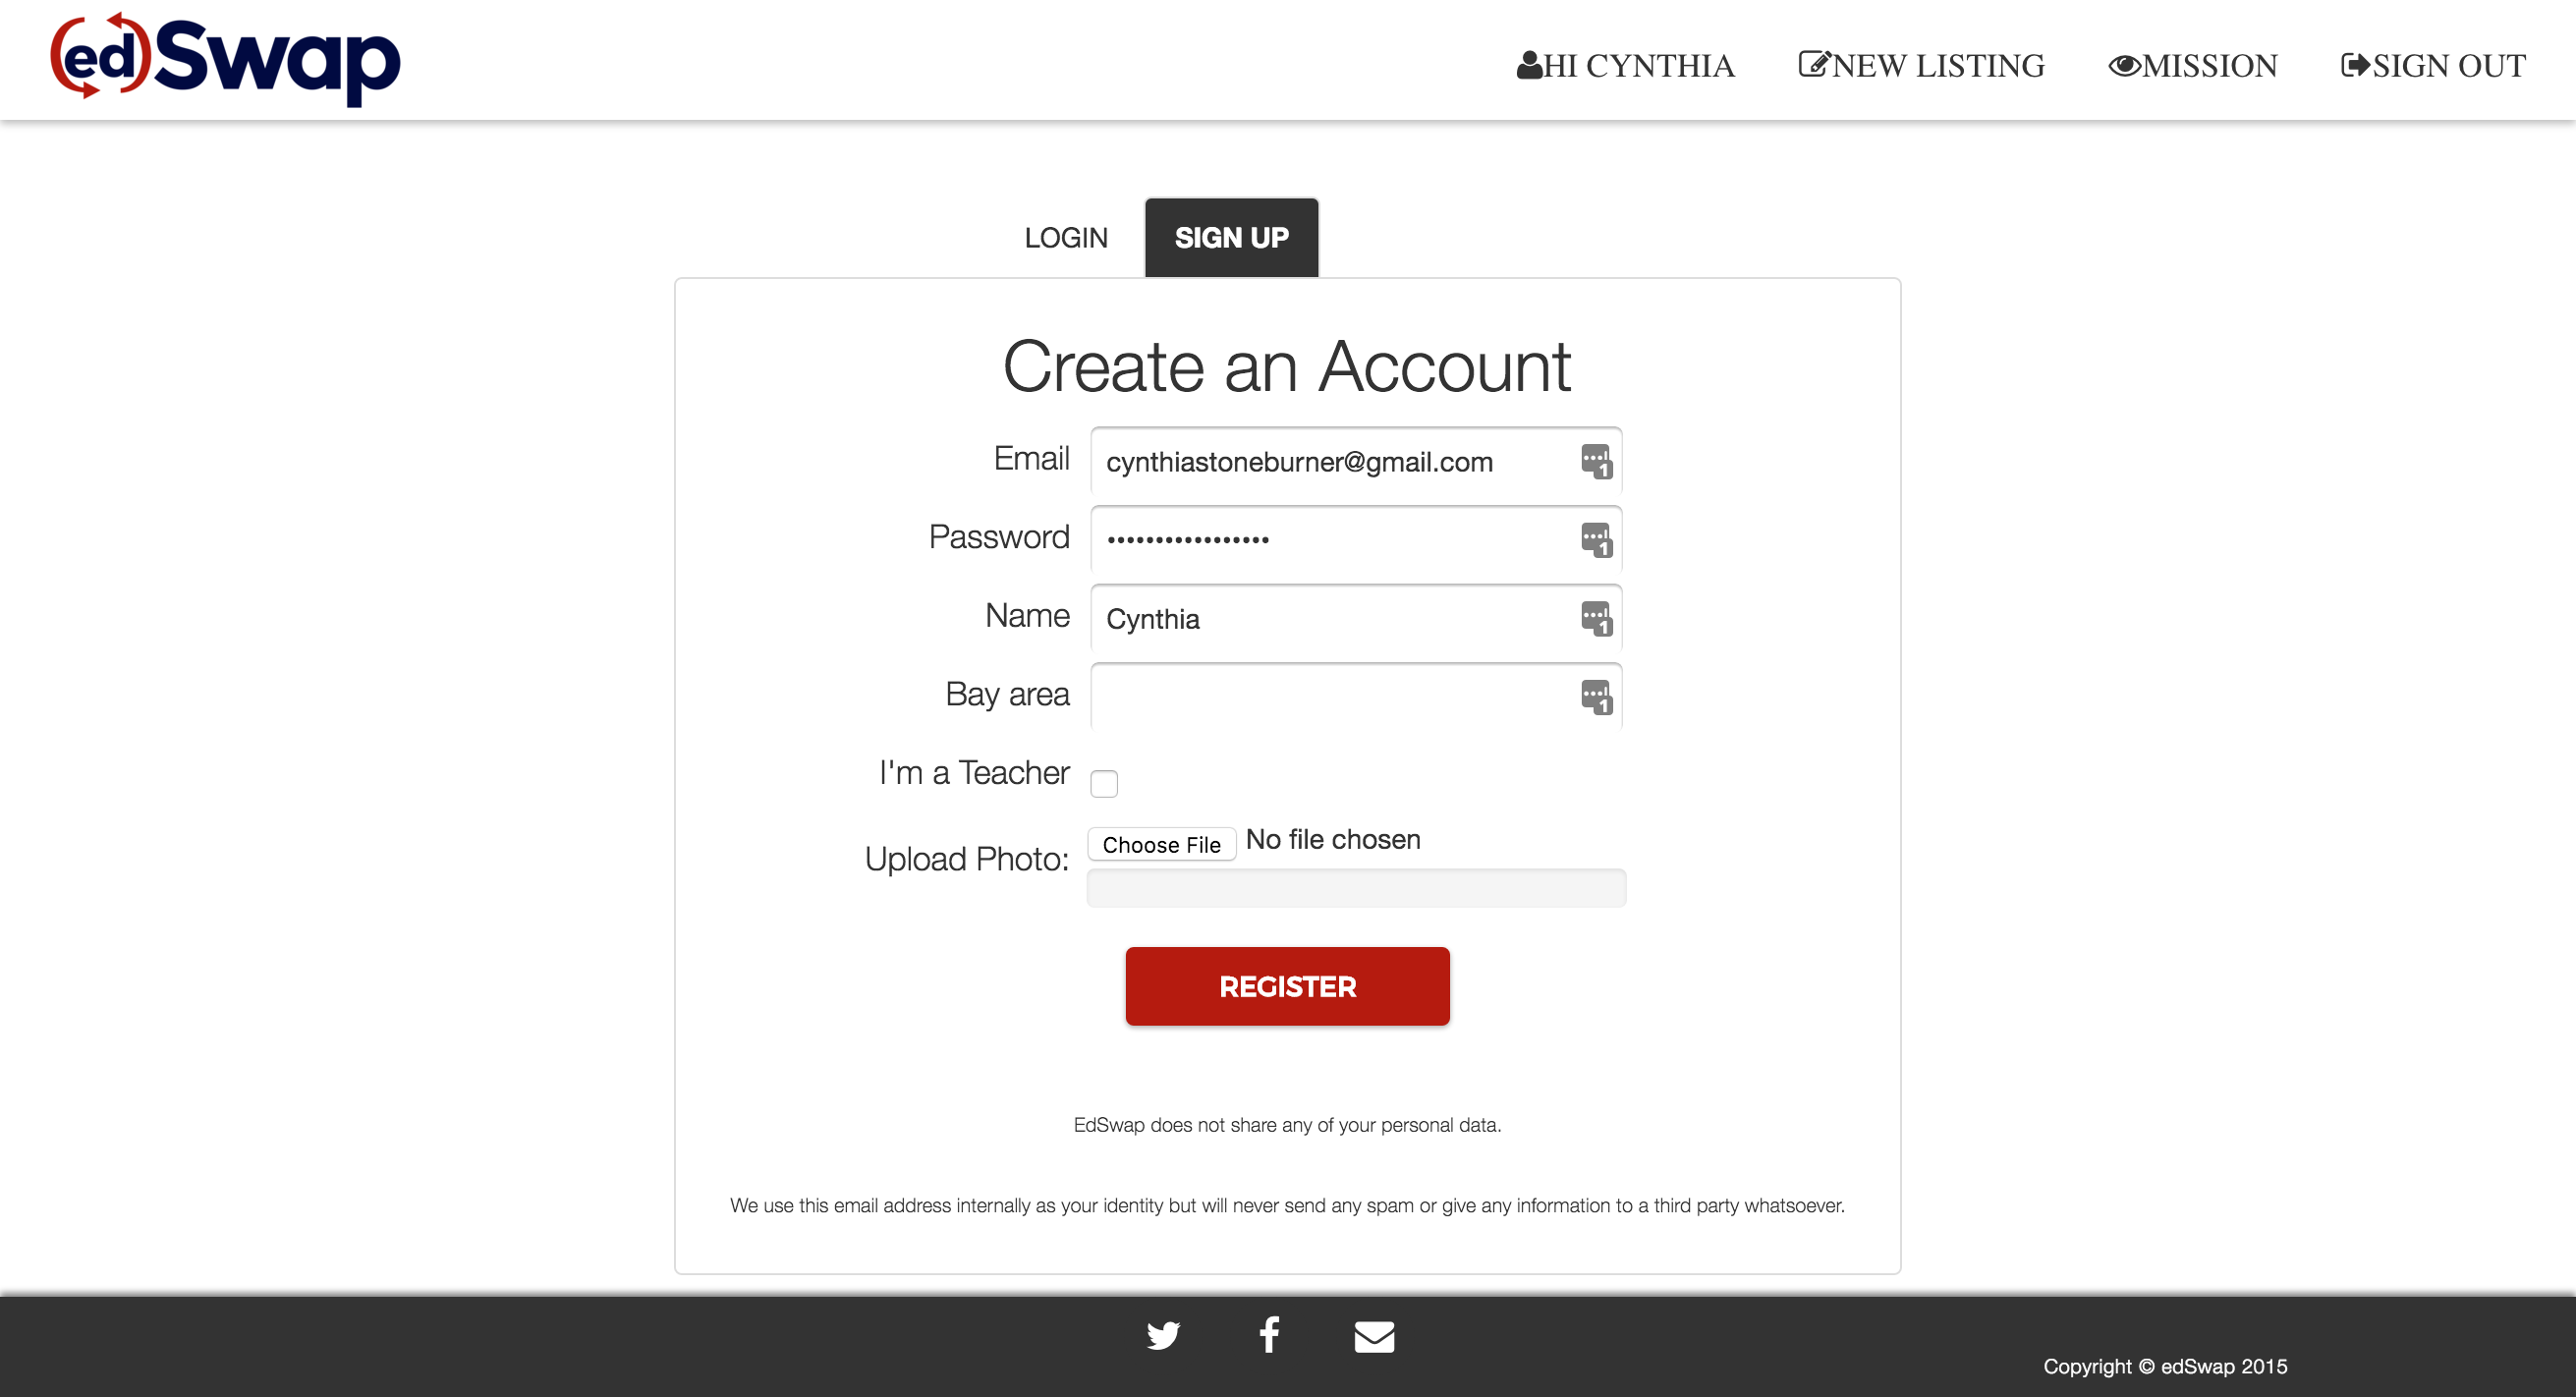 edSwap
HI CYNTHIA NEW LISTING MISSION SIGN OUT
LOGIN SIGN UP
Create an Account
Email cynthiastoneburner@gmail.com
Password •••••••••••••••••
Name Cynthia
Bay area
I'm a Teacher
Upload Photo: Choose File No file chosen
REGISTER
EdSwap does not share any of your personal data.
We use this email address internally as your identity but will never send any spam or give any information to a third party whatsoever.
Copyright © edSwap 2015